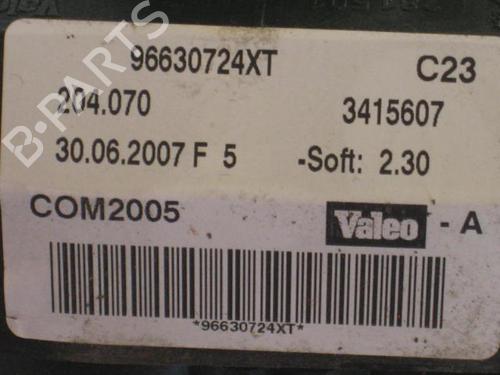 96630724XT C23
204.070 3415607
30.06.2007 F 5 -Soft: 2.30
COM2005 Valeo - A
*96630724XT*
B-PARTS